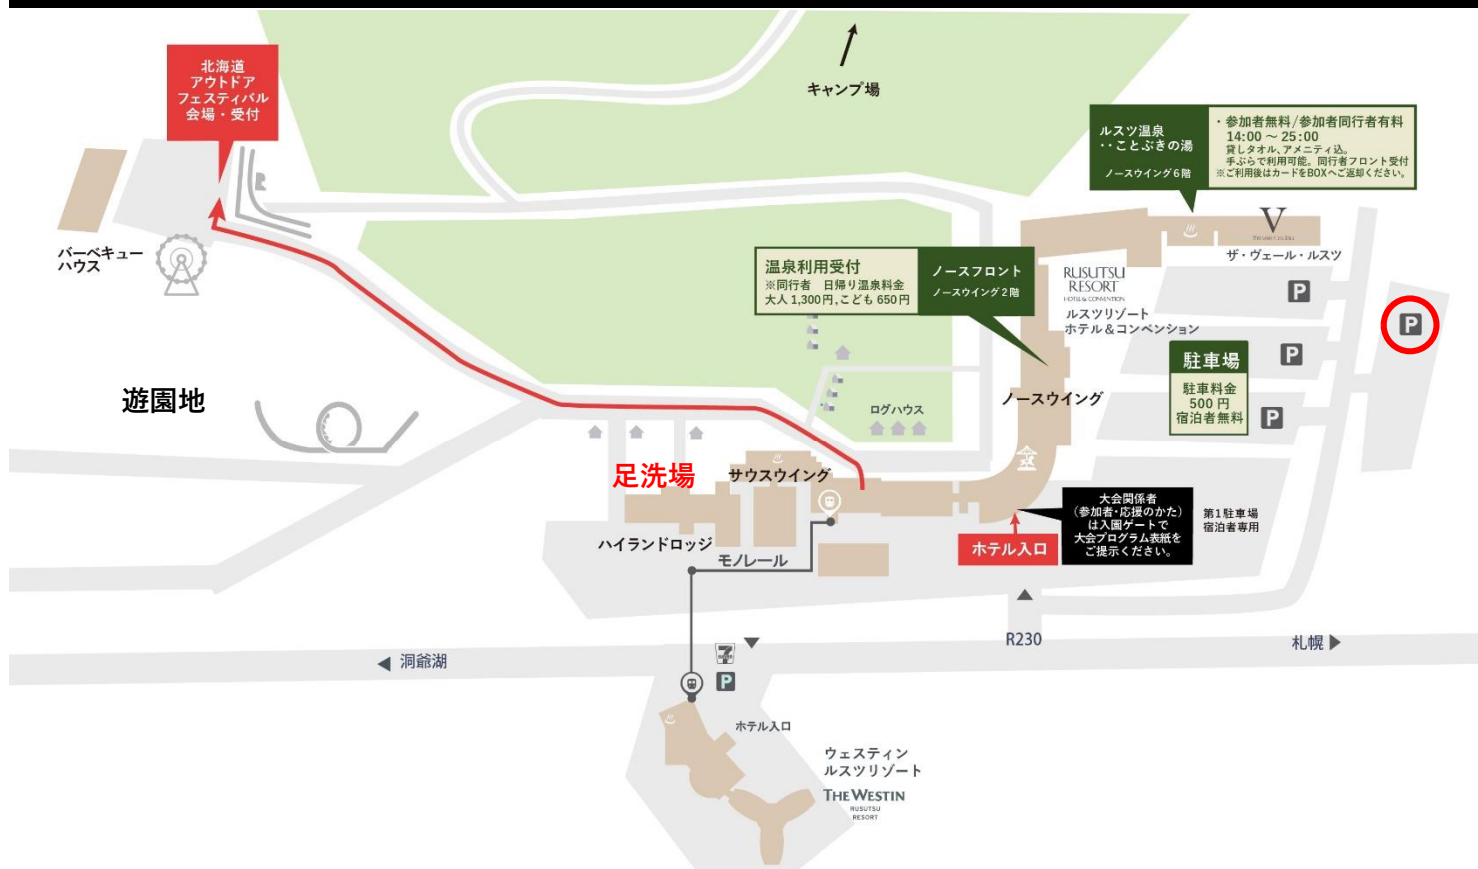 北海道
アウトドア
フェスティバル
会場・受付
キャンプ場
ルスツ温泉
‥ことぶきの湯
ノースウイング6階
・参加者無料/参加者同行者有料
14:00 〜 25:00
貸しタオル、アメニティ込。
手ぶらで利用可能。同行者フロント受付
※ご利用後はカードをBOXへご返却ください。
バーベキュー
ハウス
V
ザ・ヴェール・ルスツ
温泉利用受付
※同行者　日帰り温泉料金
大人1,300円,こども 650円
ノースフロント
ノースウイング2階
RUSUTSU
RESORT
HOTEL & CONVENTION
ルスツリゾート
ホテル＆コンベンション
P
P
P
P
駐車場
駐車料金
500 円
宿泊者無料
遊園地
ログハウス
ノースウイング
足洗場
サウスウイング
大会関係者
（参加者・応援のかた）
は入園ゲートで
大会プログラム表紙を
ご提示ください。
第1駐車場
宿泊者専用
ハイランドロッジ
モノレール
ホテル入口
R230
札幌
洞爺湖
7
P
ホテル入口
ウェスティン
ルスツリゾート
THE WESTIN
RUSUTSU
RESORT